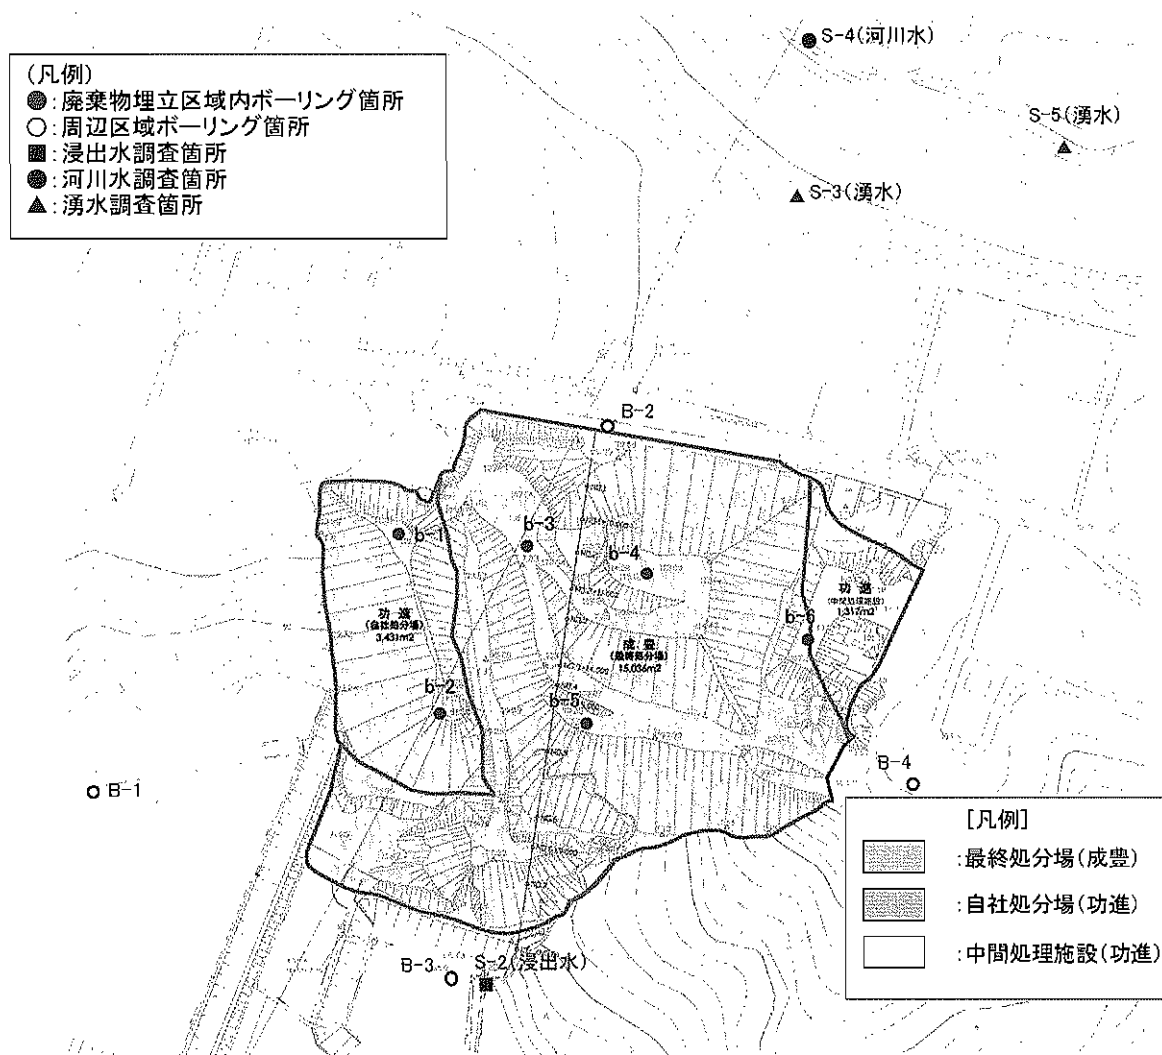 S-4(河川水)
(凡例)
●:廃棄物埋立区域内ボーリング箇所
○:周辺区域ボーリング箇所
■:浸出水調査箇所
●:河川水調査箇所
▲:湧水調査箇所
S-5(湧水)
S-3(湧水)
B-2
b-1
b-3
b-4
功進
(中間処理施設)
1,317m2
b-6
功進
(自社処分場)
3,431m2
成豊
(最終処分場)
15,036m2
b-2
b-5
B-1
B-4
[凡例]
:最終処分場(成豊)
:自社処分場(功進)
:中間処理施設(功進)
B-3
S-2(浸出水)